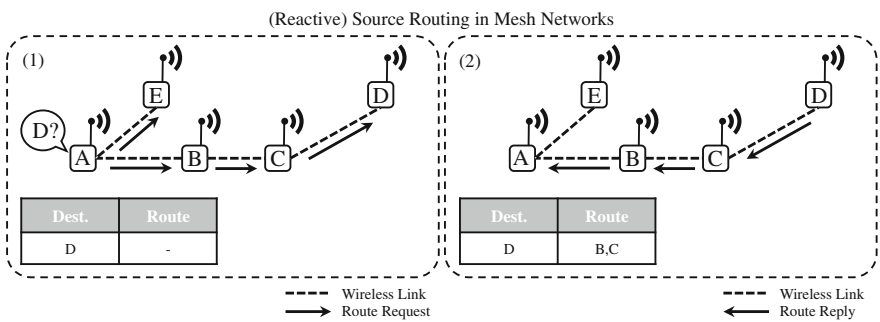 (Reactive) Source Routing in Mesh Networks
(1)
E
D
D?
A
B
C
Dest. Route
D -
Wireless Link
Route Request
(2)
E
D
A
B
C
Dest. Route
D B,C
Wireless Link
Route Reply